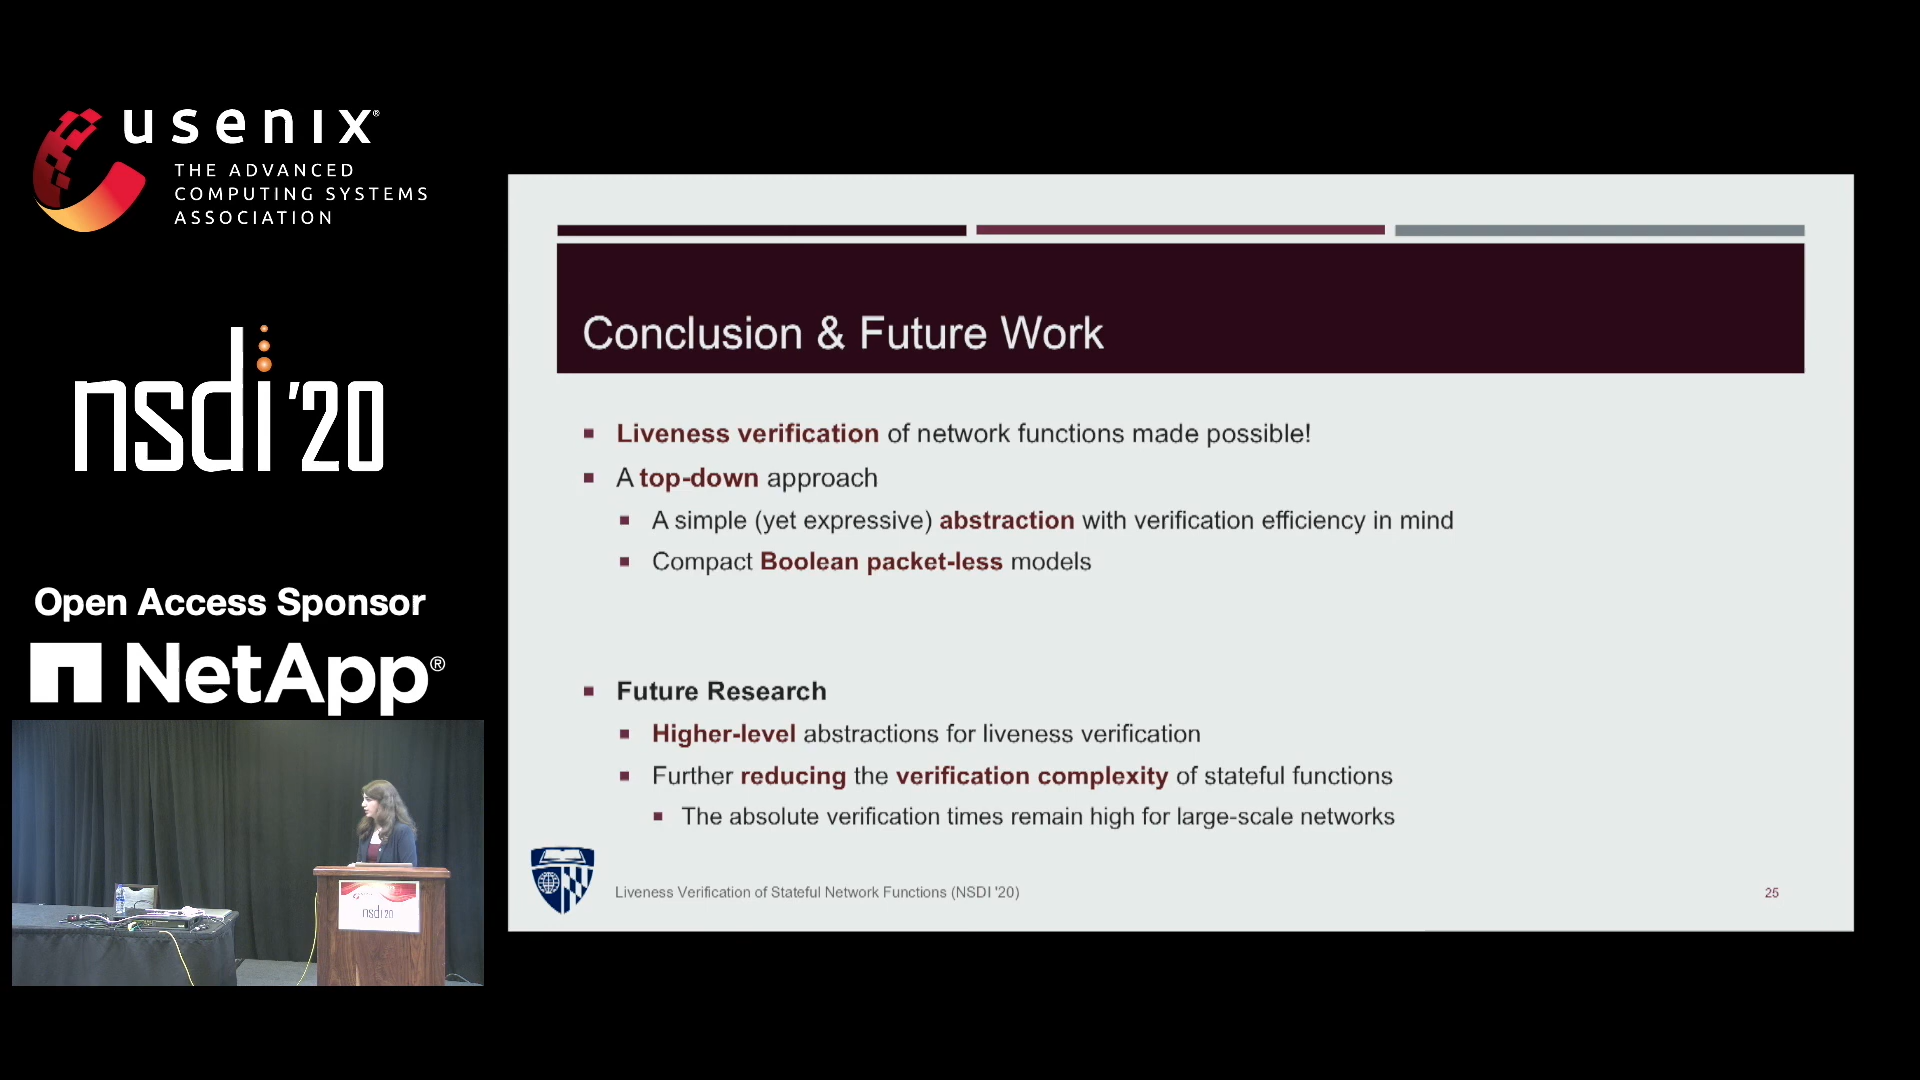 usenix®
THE ADVANCED
COMPUTING SYSTEMS
ASSOCIATION
nsdi '20
Open Access Sponsor
NetApp®
nsdi 20
Conclusion & Future Work
▪ Liveness verification of network functions made possible!
▪ A top-down approach
▪ A simple (yet expressive) abstraction with verification efficiency in mind
▪ Compact Boolean packet-less models
▪ Future Research
▪ Higher-level abstractions for liveness verification
▪ Further reducing the verification complexity of stateful functions
▪ The absolute verification times remain high for large-scale networks
Liveness Verification of Stateful Network Functions (NSDI '20)
25